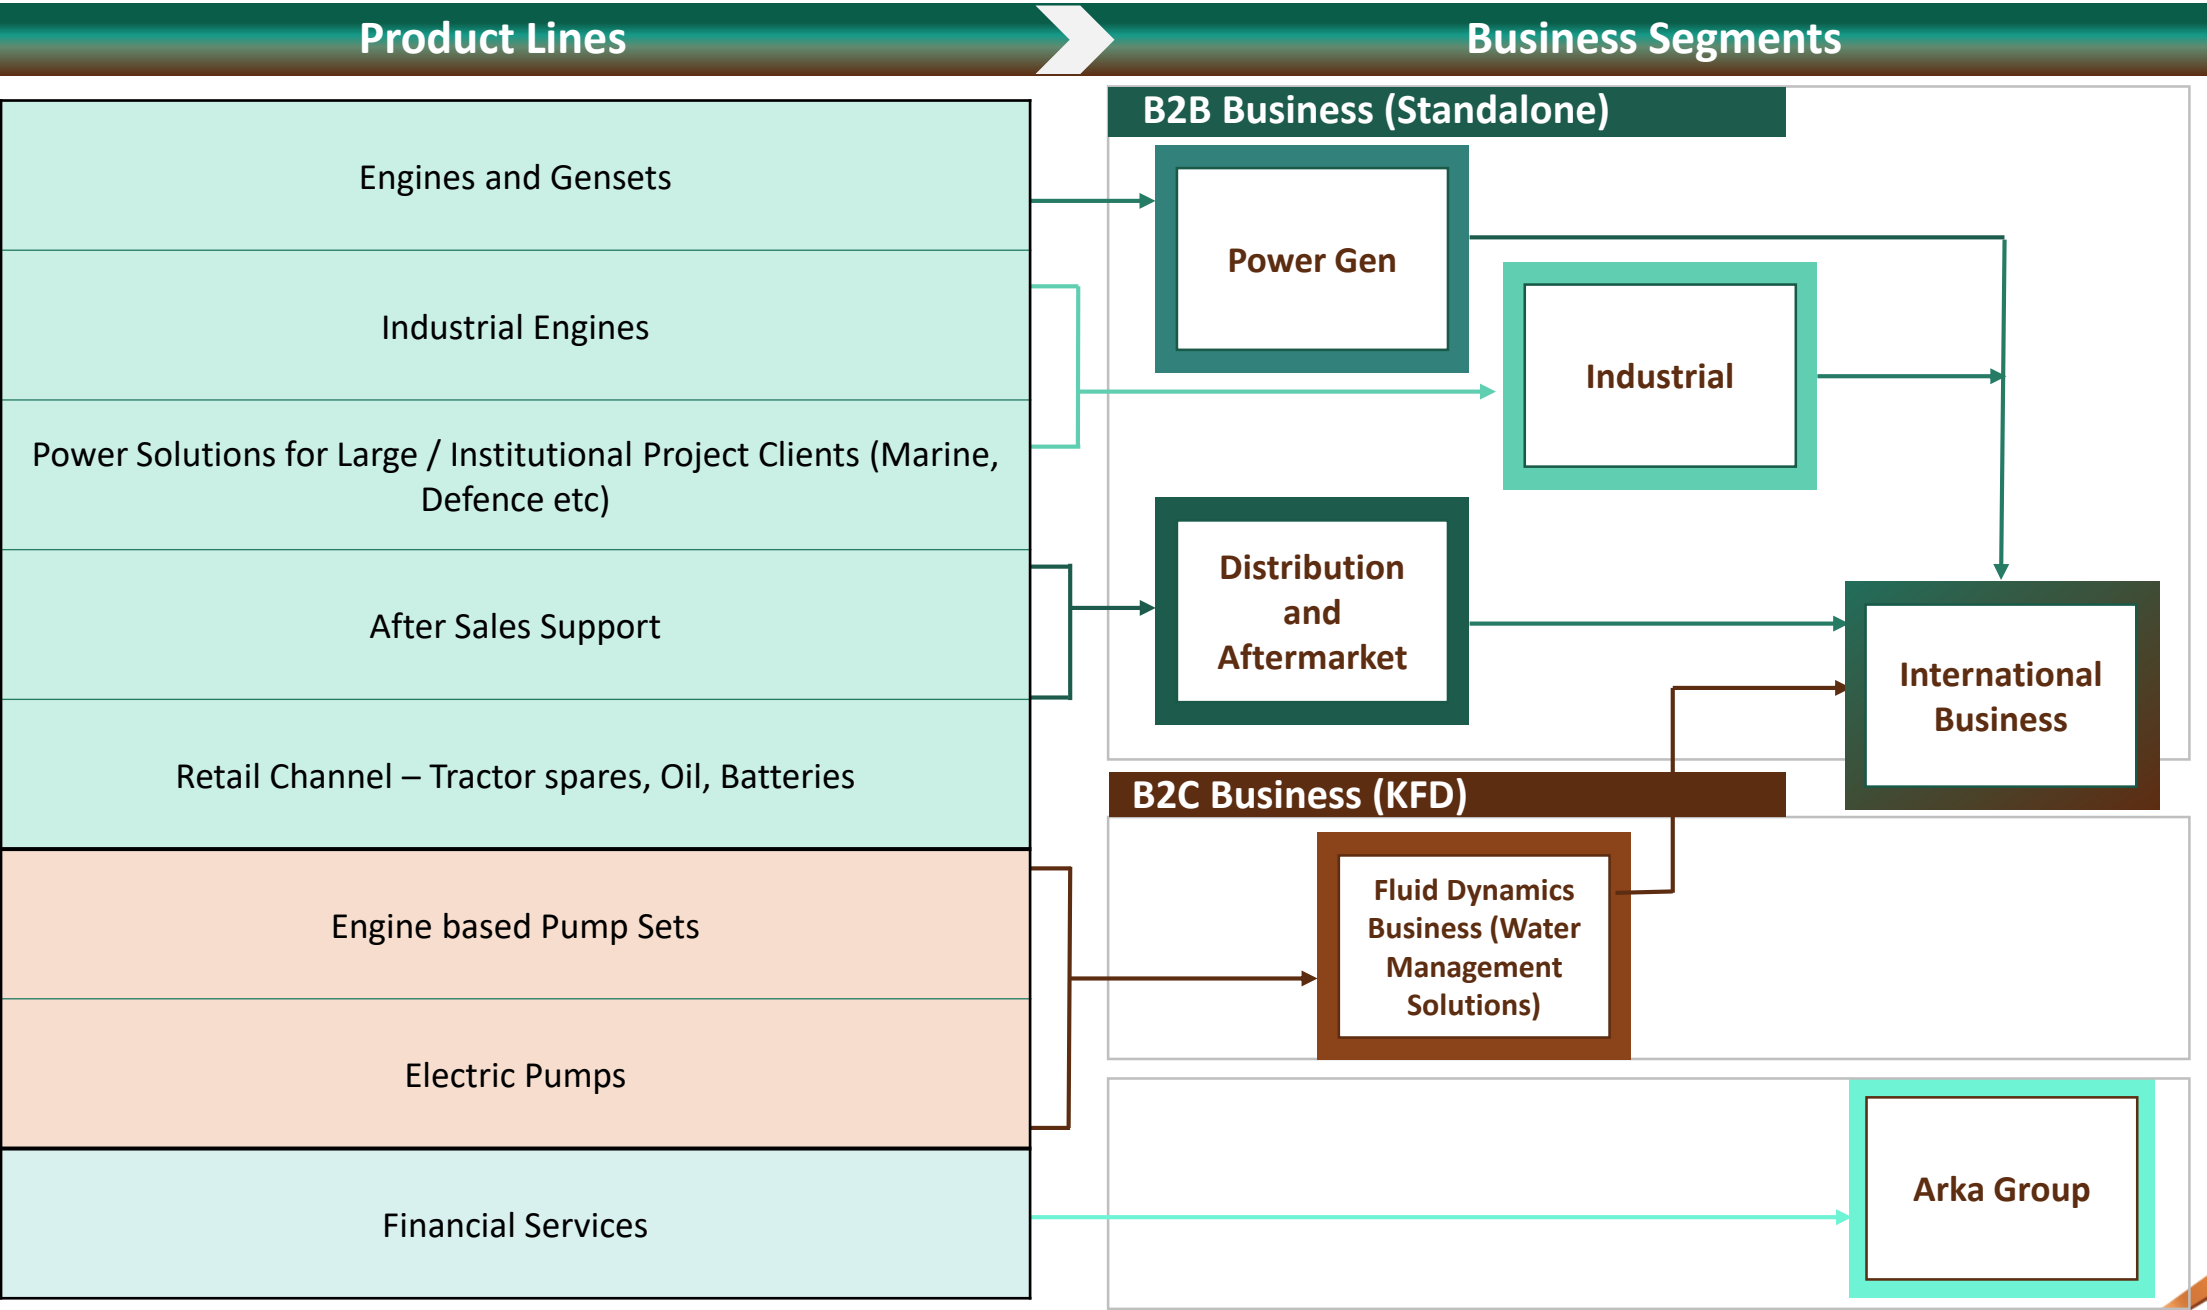 Product Lines
Business Segments
Engines and Gensets
Industrial Engines
Power Solutions for Large / Institutional Project Clients (Marine,
Defence etc)
After Sales Support
Retail Channel – Tractor spares, Oil, Batteries
Engine based Pump Sets
Electric Pumps
Financial Services
B2B Business (Standalone)
Power Gen
Industrial
Distribution
and
Aftermarket
International
Business
B2C Business (KFD)
Fluid Dynamics
Business (Water
Management
Solutions)
Arka Group